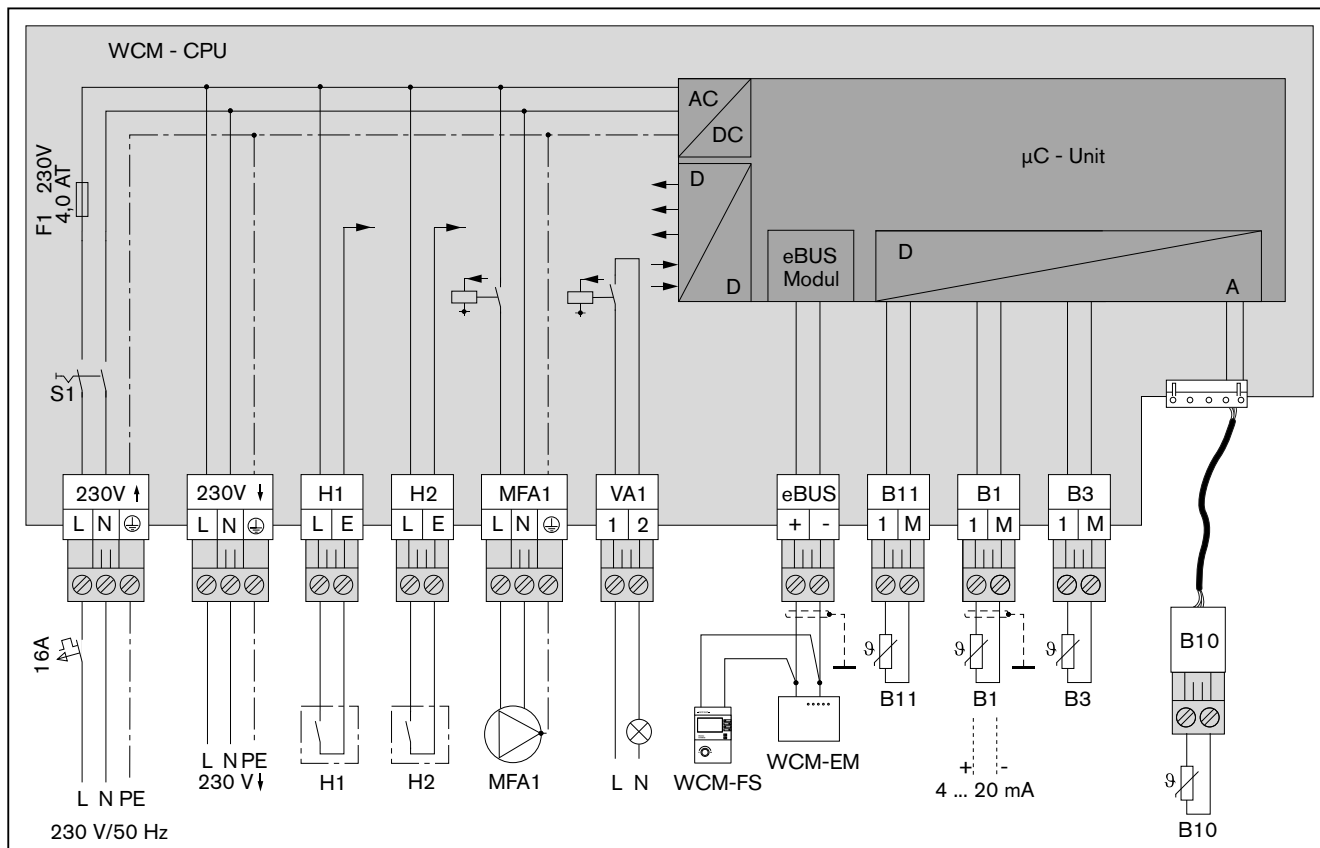 WCM - CPU
AC
DC
µC - Unit
F1 230V
4,0 AT
D
D
eBUS
Modul
D
A
S1
230V
230V
H1
H2
MFA1
VA1
eBUS
B11
B1
B3
L N
L N
L E
L E
L N
1 2
+ -
1 M
1 M
1 M
16A
B10
ϑ
ϑ
ϑ
B11
B1
B3
L N PE
230 V
H1
H2
MFA1
L N
WCM-FS
WCM-EM
+ -
4 ... 20 mA
L N PE
230 V/50 Hz
ϑ
B10